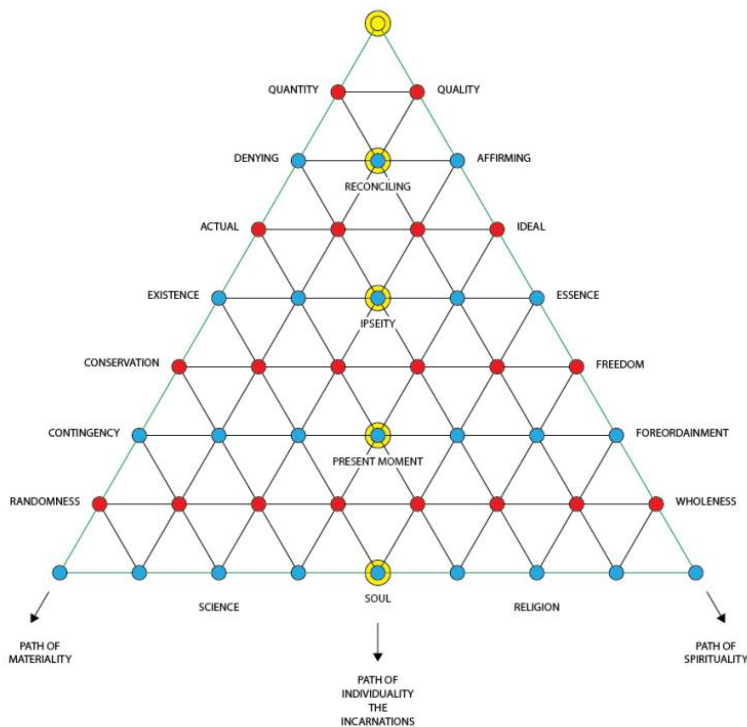 QUANTITY QUALITY
DENYING AFFIRMING
RECONCILING
ACTUAL IDEAL
EXISTENCE ESSENCE
IPSEITY
CONSERVATION FREEDOM
CONTINGENCY FOREORDAINMENT
PRESENT MOMENT
RANDOMNESS WHOLENESS
SOUL
SCIENCE RELIGION
PATH OF
MATERIALITY
PATH OF
INDIVIDUALITY
THE
INCARNATIONS
PATH OF
SPIRITUALITY